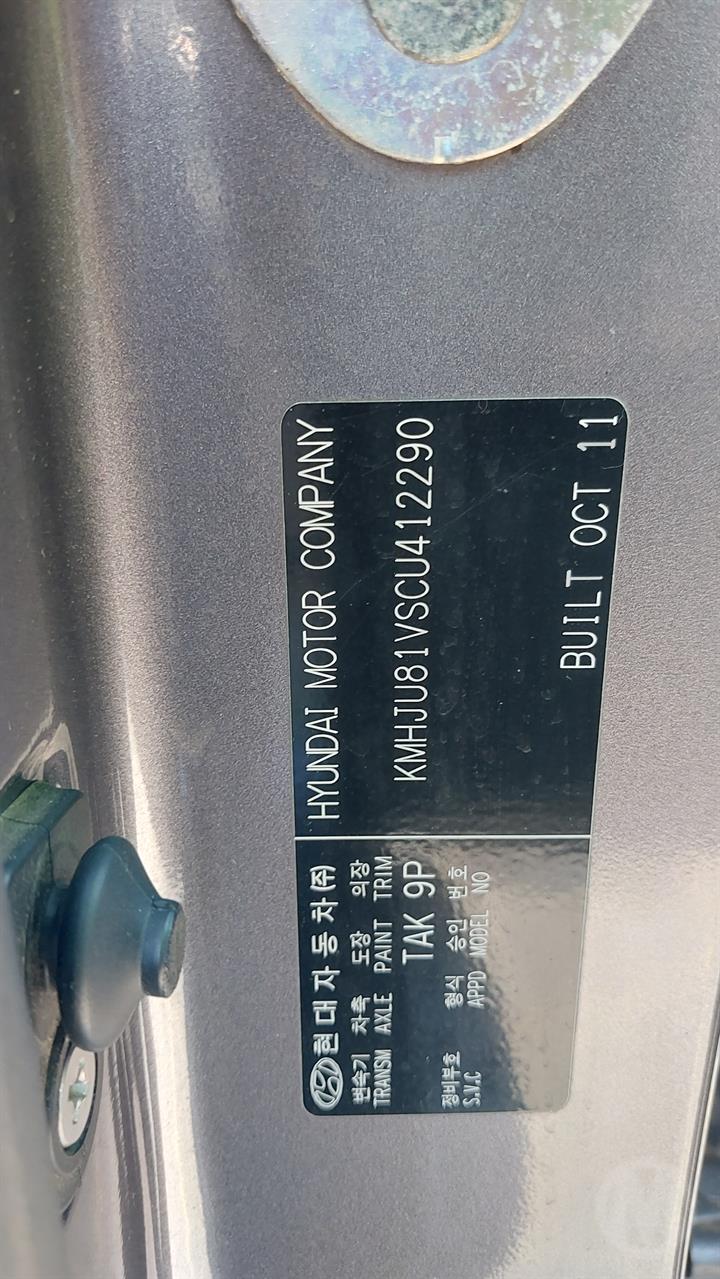 현대자동차(주)
변속기 차축 도장 의장
TRANSM AXLE PAINT TRIM
TAK 9P
정비부호 형식 승인 번호
S.V.C APPD MODEL NO
HYUNDAI MOTOR COMPANY
KMHJU81VSCU412290
BUILT OCT 11